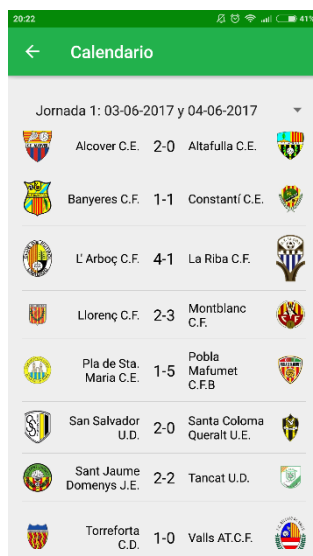 20:22 41%
Calendario
Jornada 1: 03-06-2017 y 04-06-2017
Alcover C.E. 2-0 Altafulla C.E.
Banyeres C.F. 1-1 Constantí C.E.
L' Arboç C.F. 4-1 La Riba C.F.
Llorenç C.F. 2-3 Montblanc
C.F.
Pla de Sta.
Maria C.E. 1-5 Pobla
Mafumet
C.F.B
San Salvador
U.D. 2-0 Santa Coloma
Queralt U.E.
Sant Jaume
Domenys J.E. 2-2 Tancat U.D.
Torreforta
C.D. 1-0 Valls AT.C.F.